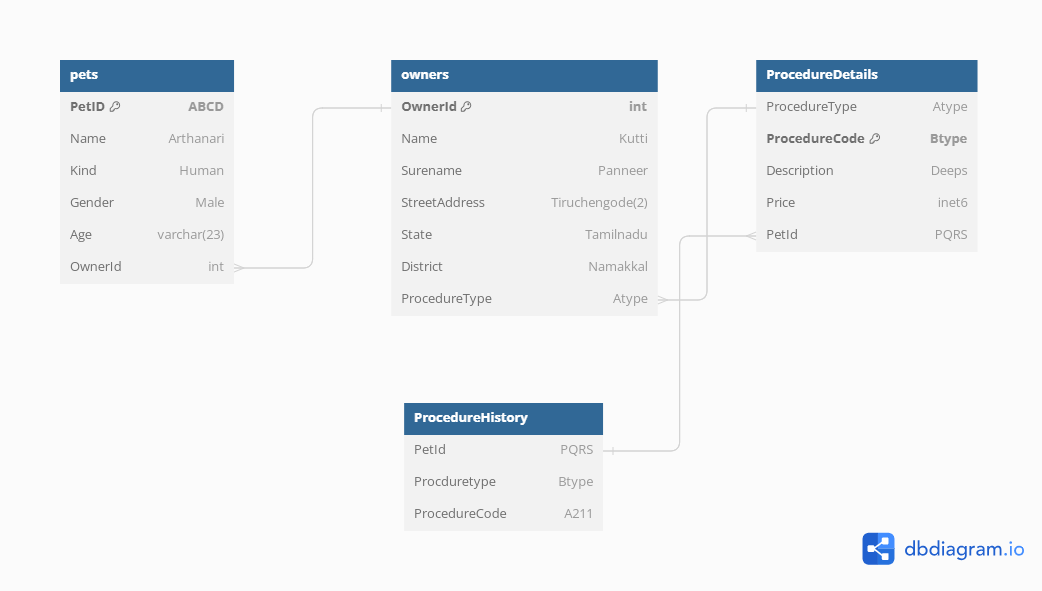 pets
PetID ABCD
Name Arthanari
Kind Human
Gender Male
Age varchar(23)
OwnerId int
owners
OwnerId int
Name Kutti
Surename Panneer
StreetAddress Tiruchengode(2)
State Tamilnadu
District Namakkal
ProcedureType Atype
ProcedureDetails
ProcedureType Atype
ProcedureCode Btype
Description Deeps
Price inet6
PetId PQRS
ProcedureHistory
PetId PQRS
Procduretype Btype
ProcedureCode A211
dbdiagram.io